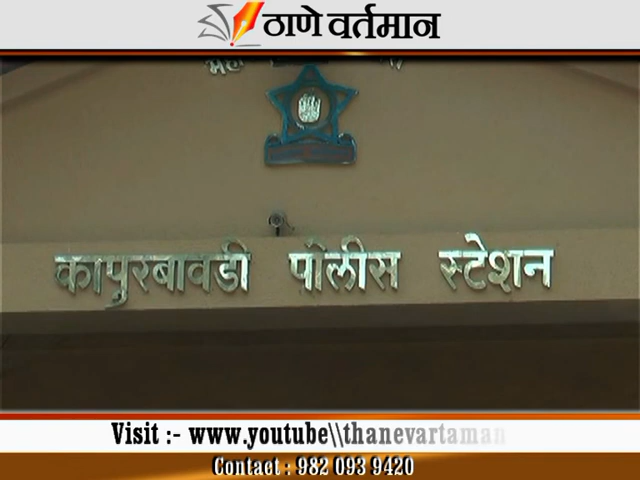 ठाणे वर्तमान
कापुरबावडी पोलीस स्टेशन
Visit :- www.youtube\\thanevartaman
Contact : 982 093 9420